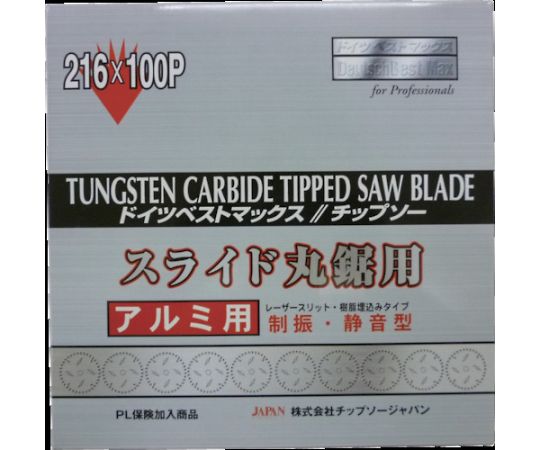 216×100P
ドイツベストマックス
DeutschBest Max
for Professionals
TUNGSTEN CARBIDE TIPPED SAW BLADE
ドイツベストマックス // チップソー
スライド丸鋸用
アルミ用
レーザースリット・樹脂埋込みタイプ
制振・静音型
PL保険加入商品
JAPAN 株式会社チップソージャパン